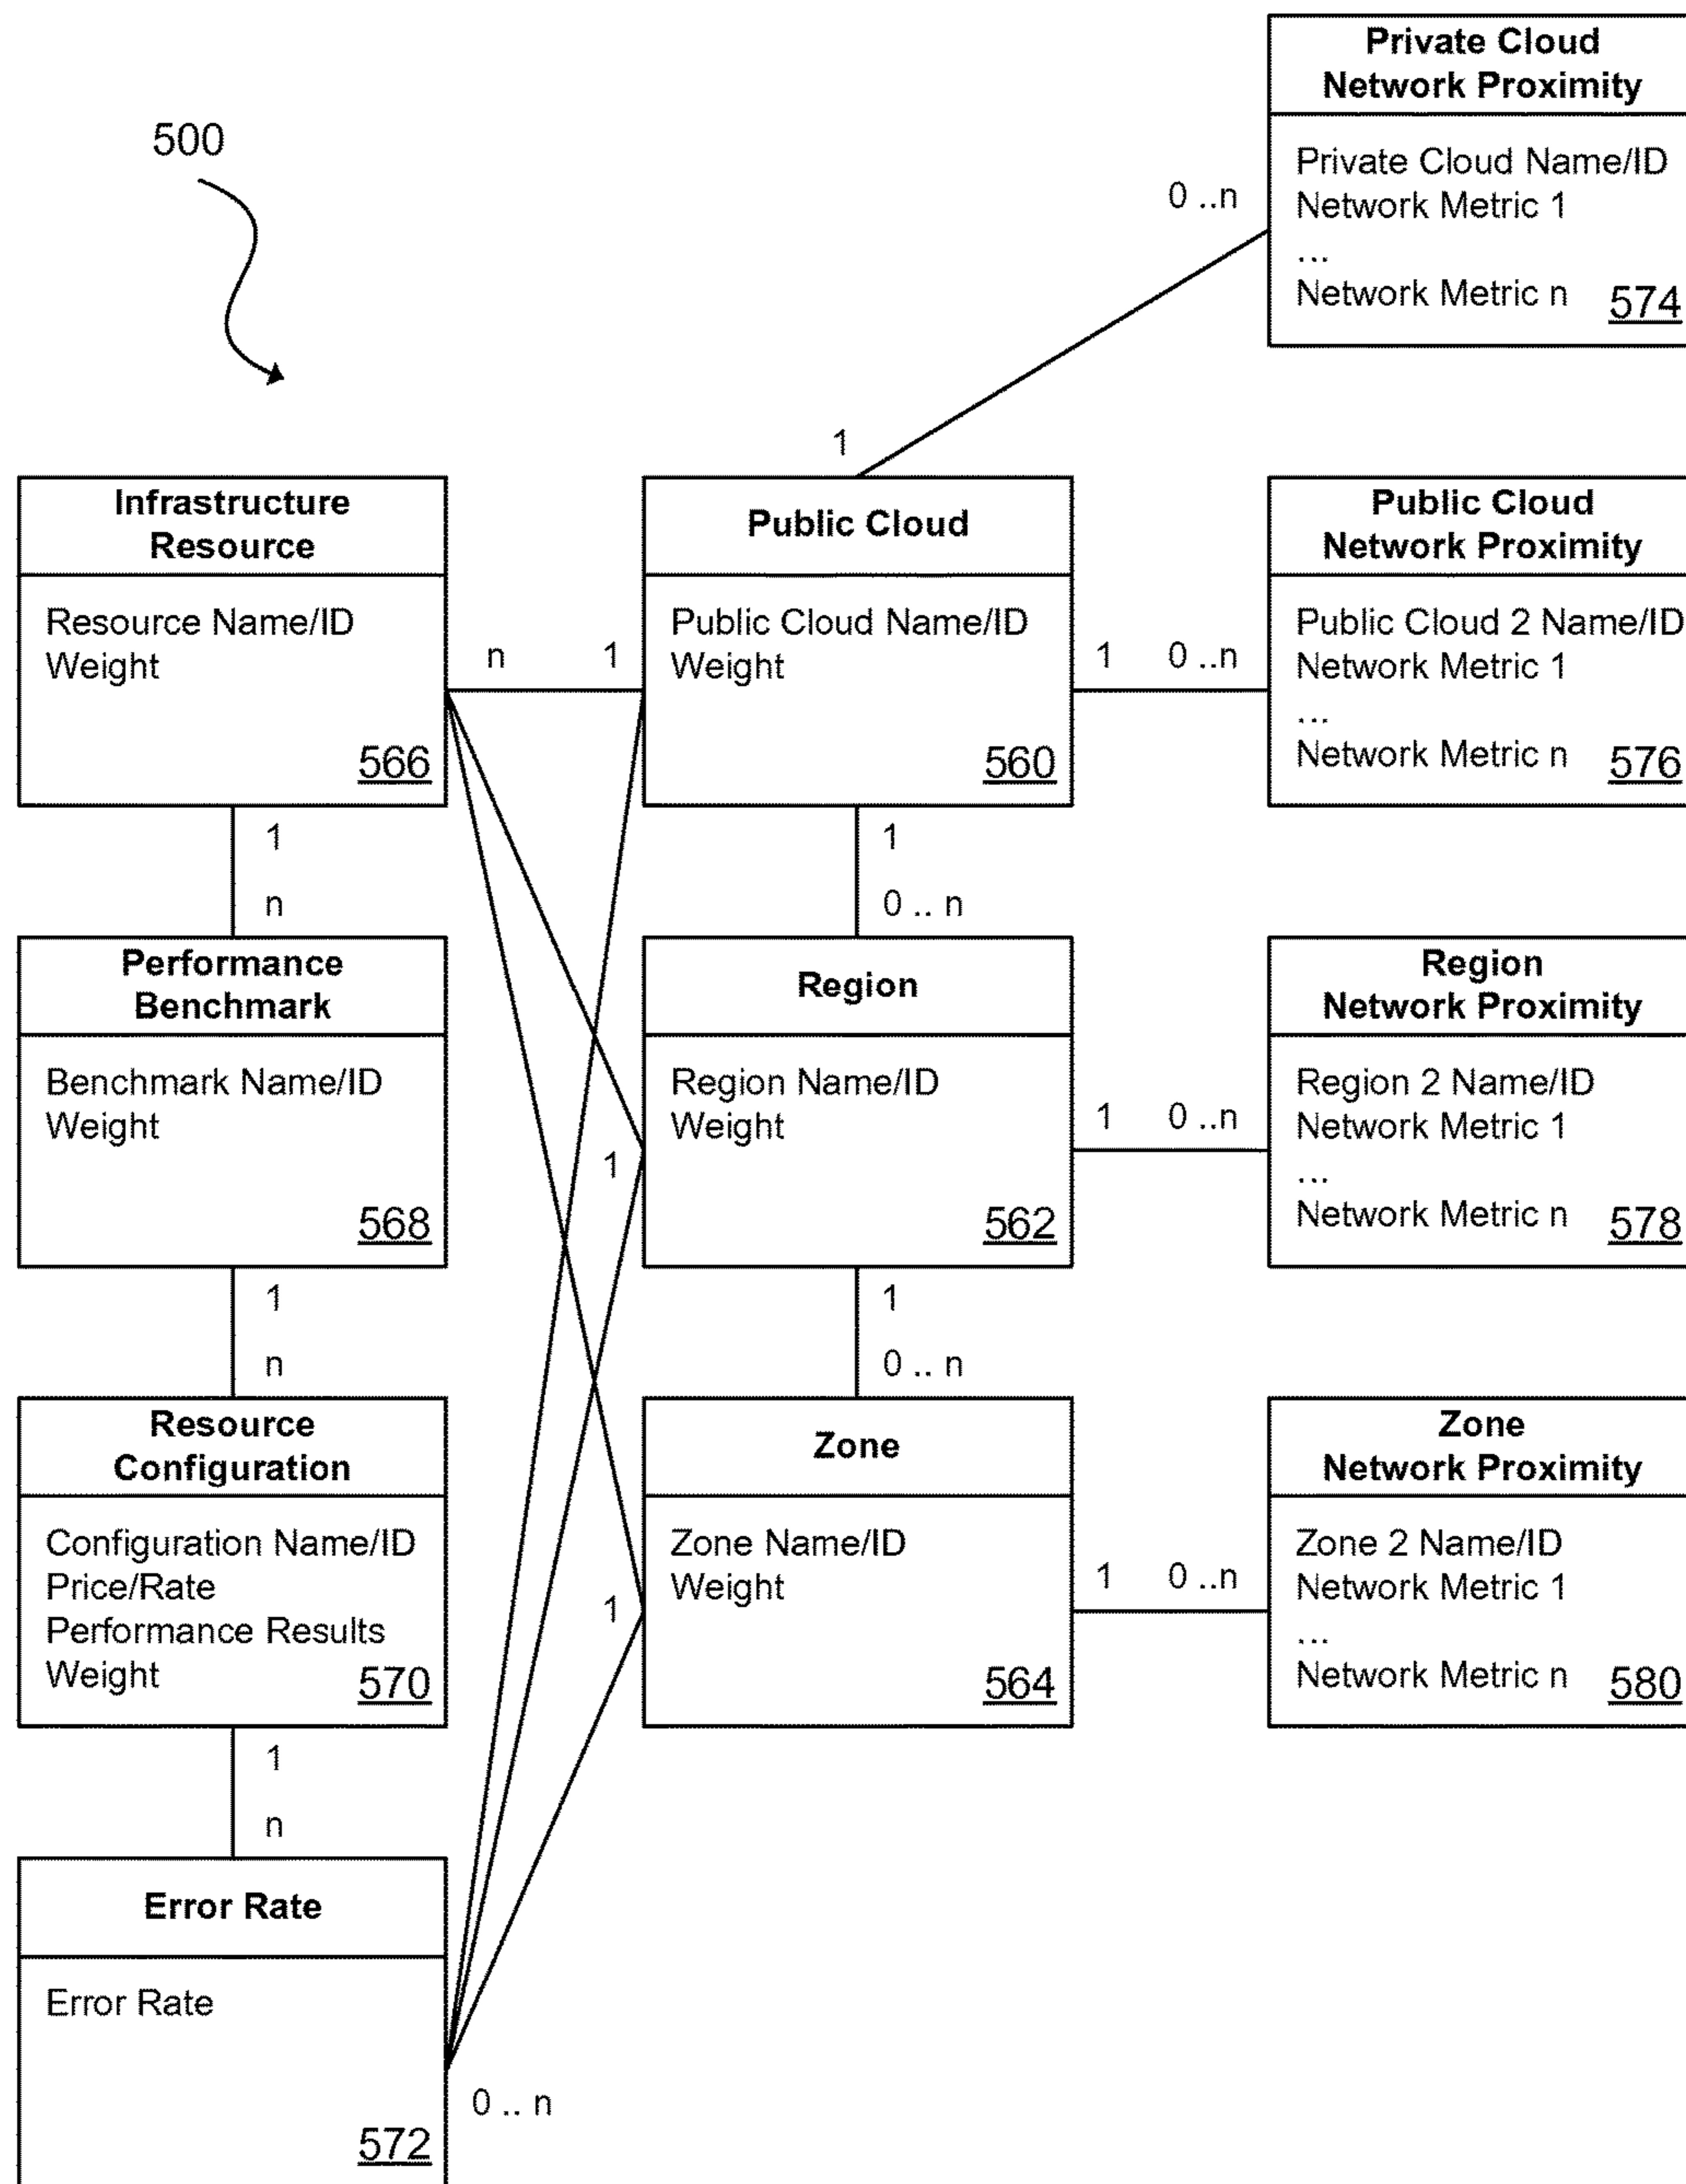 Private Cloud
Network Proximity
500
Private Cloud Name/ID
0 ..n
Network Metric 1
...
Network Metric n
574
1
Infrastructure
Resource
Resource Name/ID
Weight
566
n
1
Public Cloud
Public Cloud Name/ID
Weight
560
1
0 ..n
Public Cloud
Network Proximity
Public Cloud 2 Name/ID
Network Metric 1
...
Network Metric n
576
1
n
1
0 .. n
Performance
Benchmark
Benchmark Name/ID
Weight
568
1
Region
Region Name/ID
Weight
562
1
0 ..n
Region
Network Proximity
Region 2 Name/ID
Network Metric 1
...
Network Metric n
578
1
n
1
0 .. n
Resource
Configuration
Configuration Name/ID
Price/Rate
Performance Results
Weight
570
1
Zone
Zone Name/ID
Weight
564
1
0 ..n
Zone
Network Proximity
Zone 2 Name/ID
Network Metric 1
...
Network Metric n
580
1
n
Error Rate
Error Rate
572
0 .. n